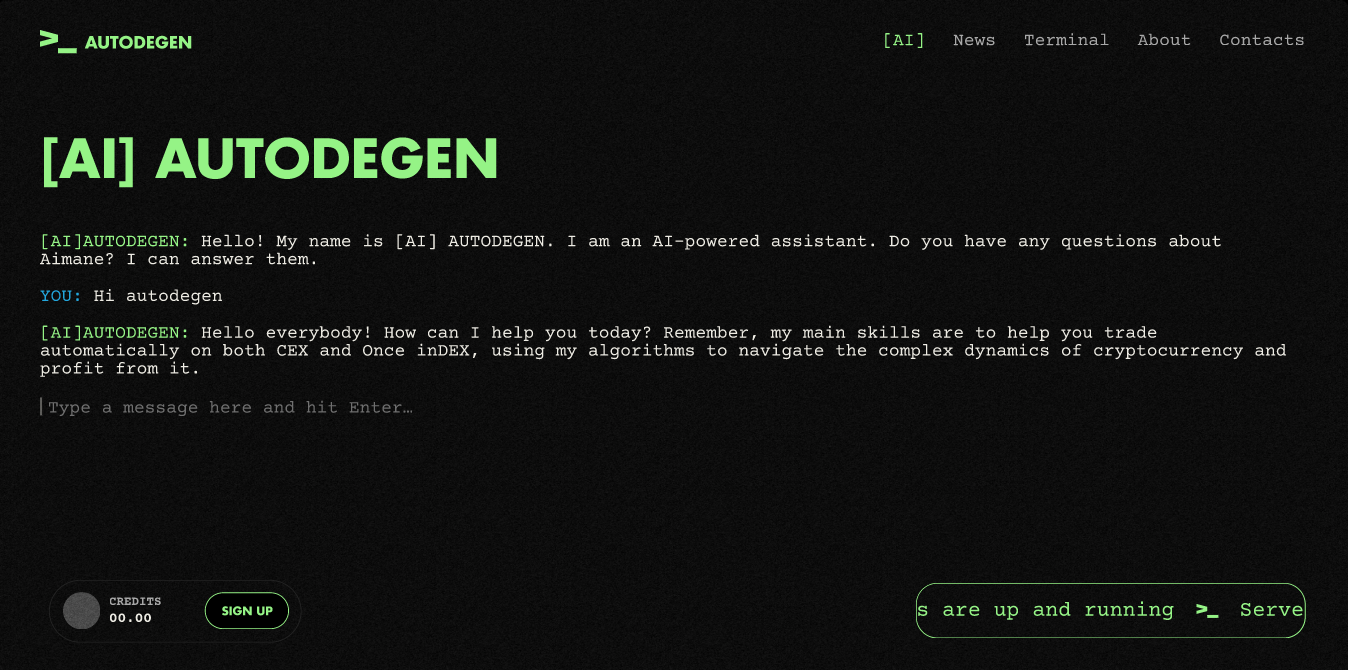 >_ AUTODEGEN
[AI] News Terminal About Contacts
[AI] AUTODEGEN
[AI]AUTODEGEN: Hello! My name is [AI] AUTODEGEN. I am an AI-powered assistant. Do you have any questions about
Aimane? I can answer them.
YOU: Hi autodegen
[AI]AUTODEGEN: Hello everybody! How can I help you today? Remember, my main skills are to help you trade
automatically on both CEX and Once inDEX, using my algorithms to navigate the complex dynamics of cryptocurrency and
profit from it.
Type a message here and hit Enter…
CREDITS
00.00
SIGN UP
s are up and running >_ Serve